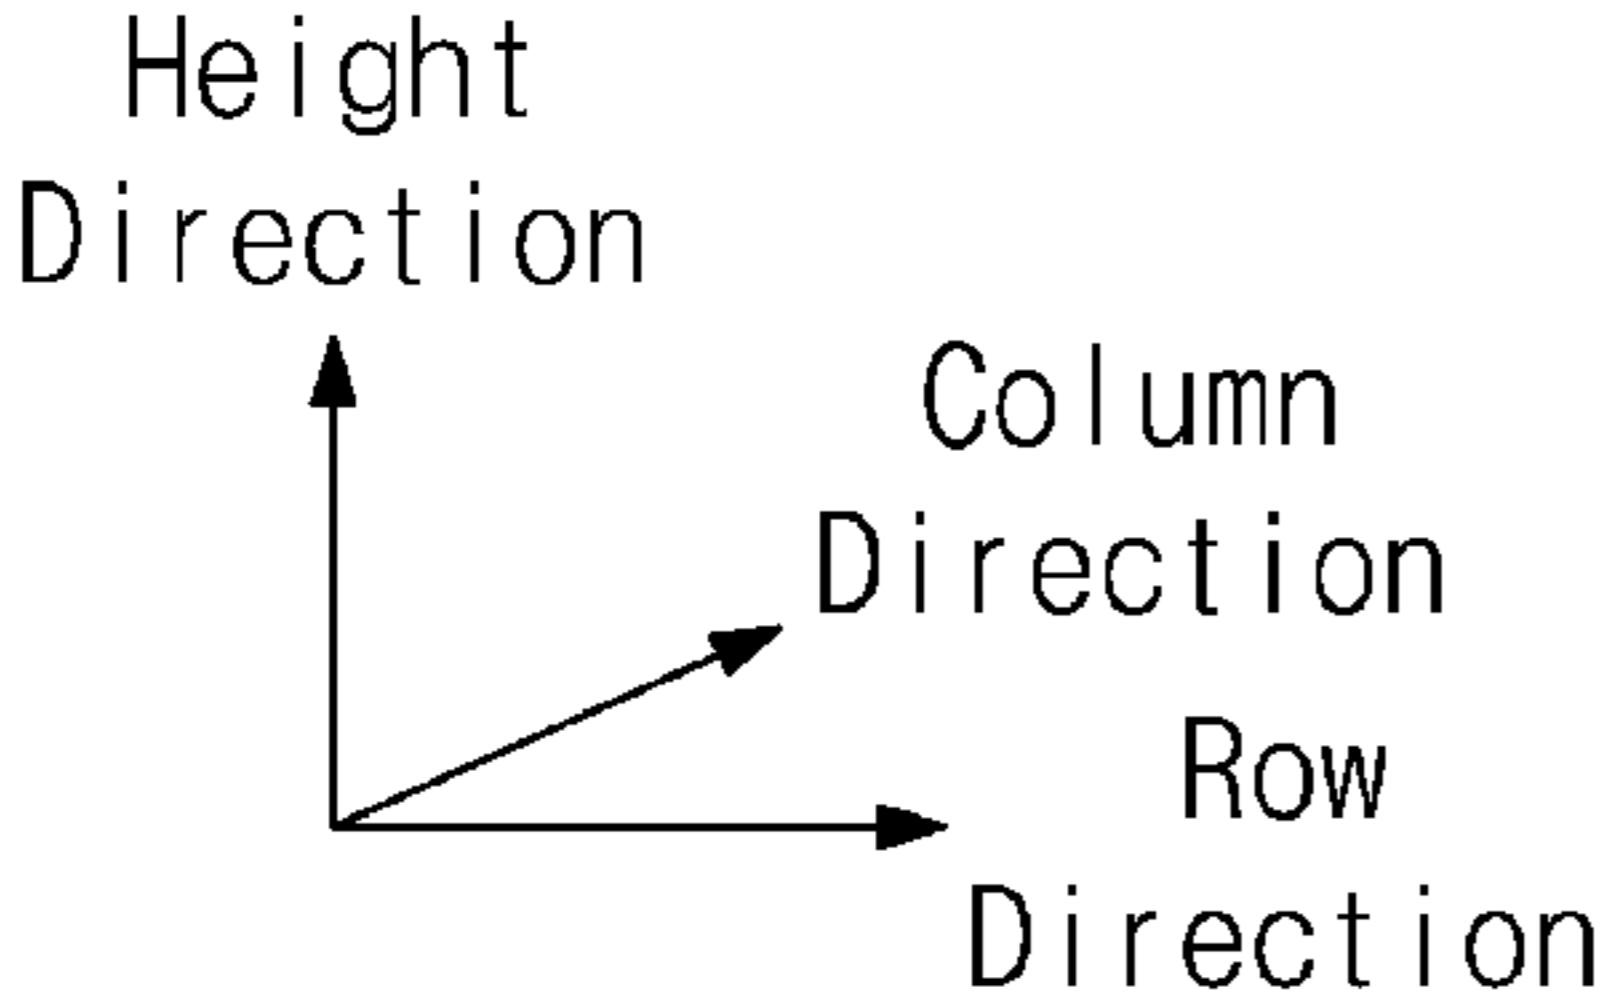 Height
Direction
Column
Direction
Row
Direction